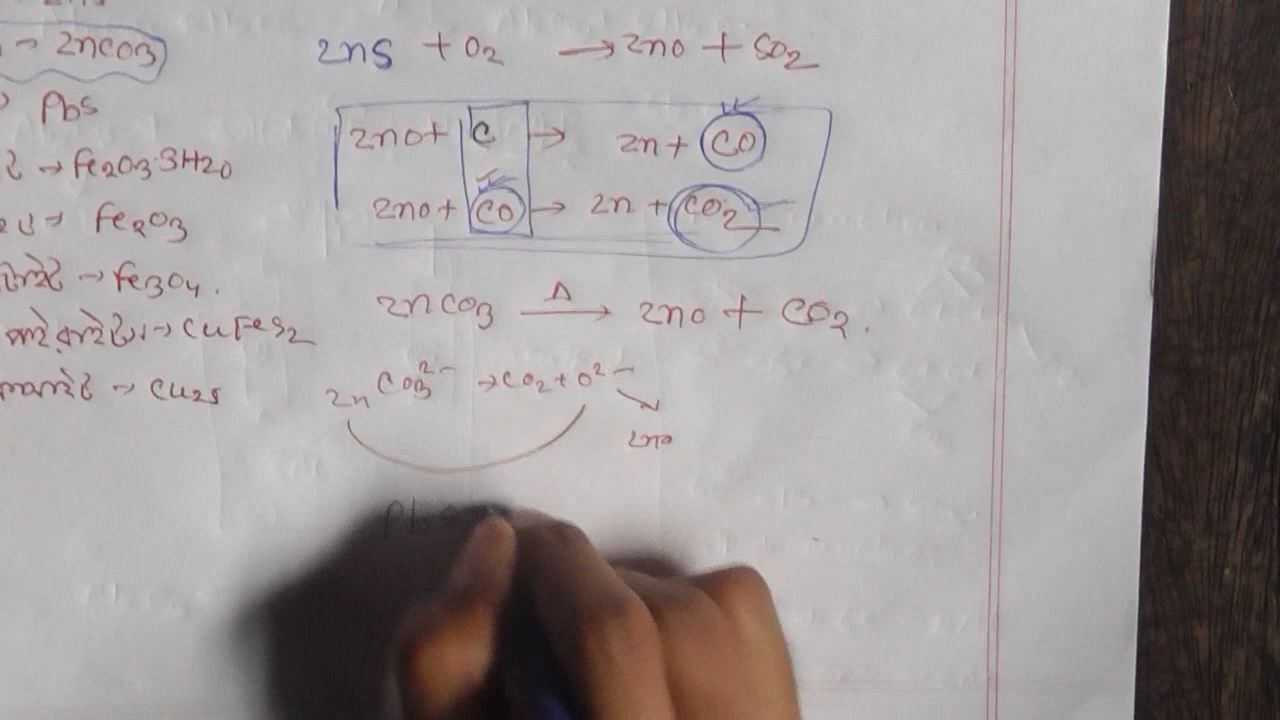 → ZnCO3
ZnS + O2 → ZnO + SO2
PbS
ZnO + C → Zn + CO
→ Fe2O3 3H2O
ZnO + CO → Zn + CO2
→ Fe2O3
→ Fe3O4.
ZnCO3 Δ→ ZnO + CO2.
→ CuFeS2
Zn CO3 2- → CO2 + O2-
→ Cu2S
ZnO
Pb